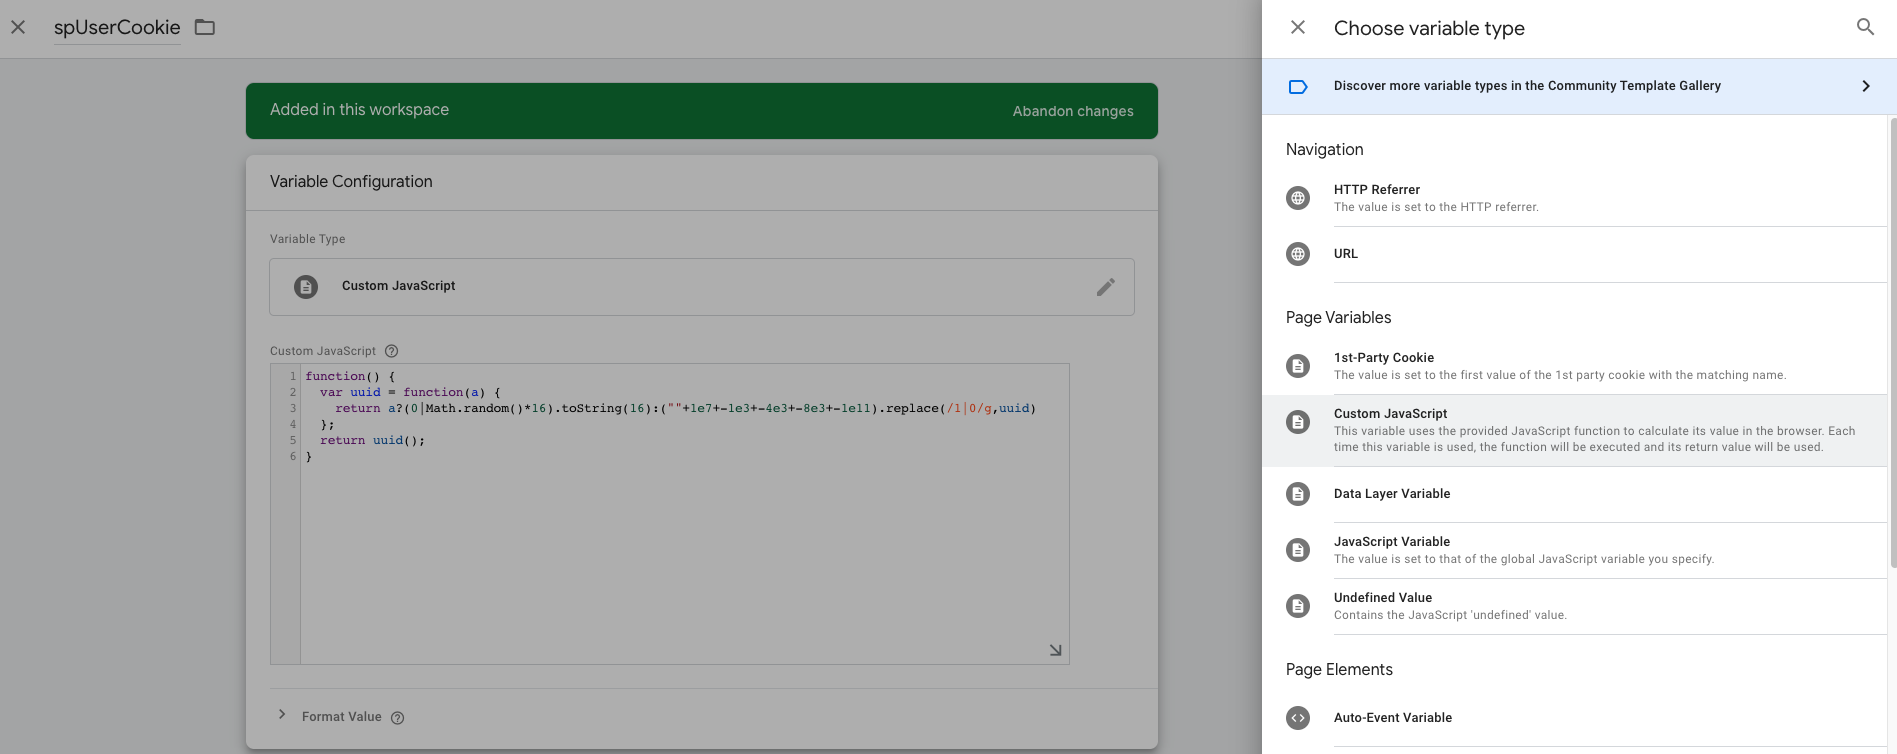 spUserCookie
Added in this workspace
Abandon changes
Variable Configuration
Variable Type
Custom JavaScript
Custom JavaScript
1 function() {
2 var uuid = function(a) {
3 return a?(0|Math.random()*16).toString(16):(""+1e7+-1e3+-4e3+-8e3+-1e11).replace(/1|0/g,uuid)
4 };
5 return uuid();
6 }
Format Value
Choose variable type
Discover more variable types in the Community Template Gallery
Navigation
HTTP Referrer
The value is set to the HTTP referrer.
URL
Page Variables
1st-Party Cookie
The value is set to the first value of the 1st party cookie with the matching name.
Custom JavaScript
This variable uses the provided JavaScript function to calculate its value in the browser. Each
time this variable is used, the function will be executed and its return value will be used.
Data Layer Variable
JavaScript Variable
The value is set to that of the global JavaScript variable you specify.
Undefined Value
Contains the JavaScript 'undefined' value.
Page Elements
Auto-Event Variable